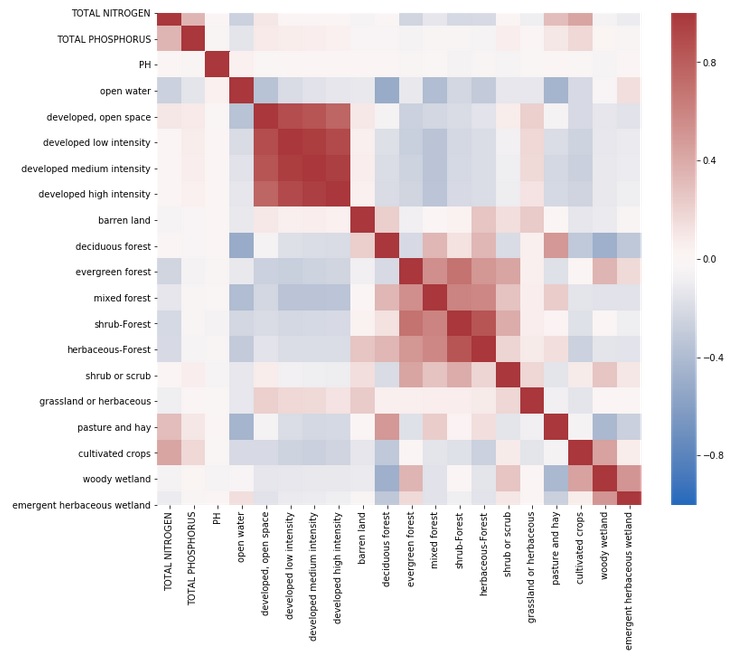 TOTAL NITROGEN
TOTAL PHOSPHORUS
PH
open water
developed, open space
developed low intensity
developed medium intensity
developed high intensity
barren land
deciduous forest
evergreen forest
mixed forest
shrub-Forest
herbaceous-Forest
shrub or scrub
grassland or herbaceous
pasture and hay
cultivated crops
woody wetland
emergent herbaceous wetland
0.8
0.4
0.0
−0.4
−0.8
TOTAL NITROGEN
TOTAL PHOSPHORUS
PH
open water
developed, open space
developed low intensity
developed medium intensity
developed high intensity
barren land
deciduous forest
evergreen forest
mixed forest
shrub-Forest
herbaceous-Forest
shrub or scrub
grassland or herbaceous
pasture and hay
cultivated crops
woody wetland
emergent herbaceous wetland